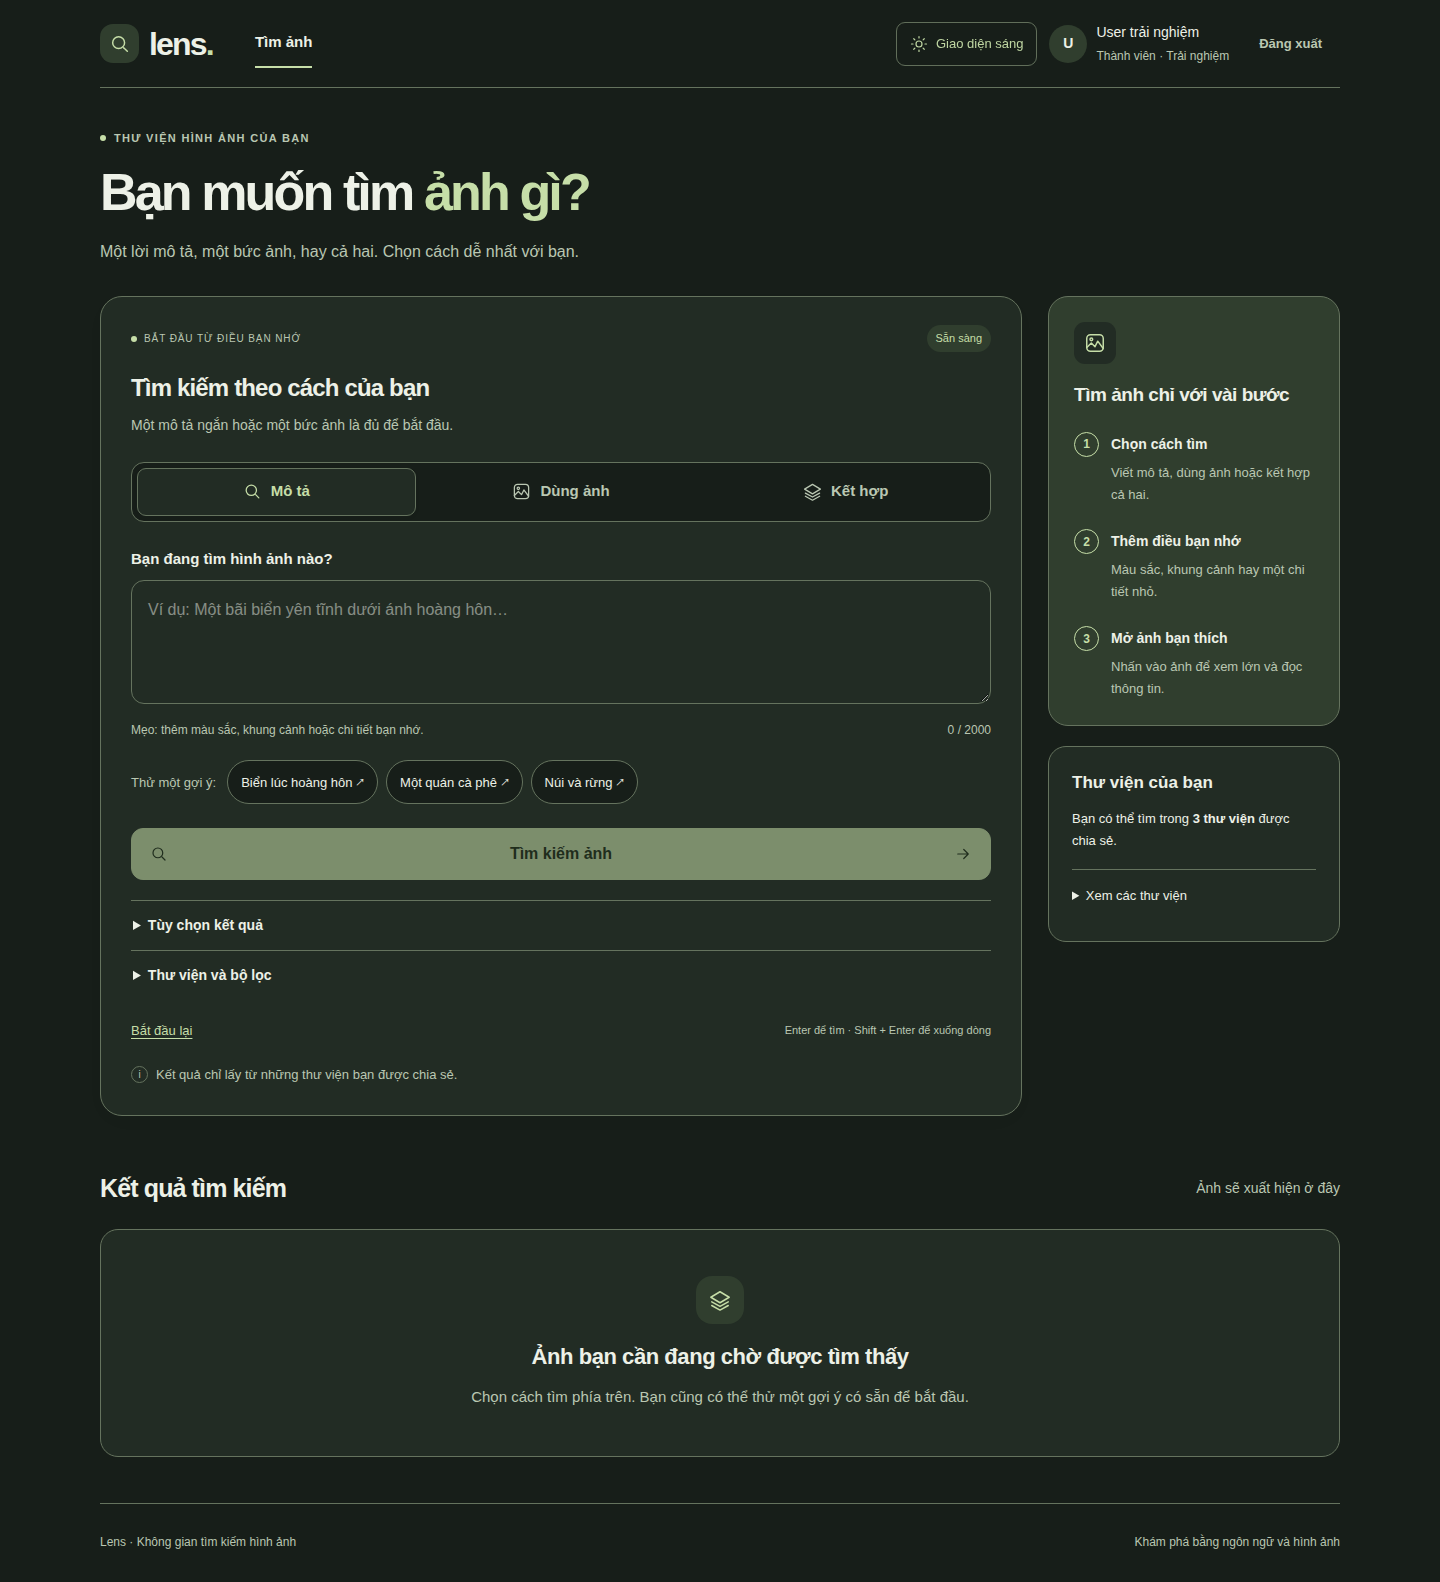 lens.
Tìm ảnh
Giao diện sáng
U
User trải nghiệm
Thành viên · Trải nghiệm
Đăng xuất
THƯ VIỆN HÌNH ẢNH CỦA BẠN
Bạn muốn tìm ảnh gì?
Một lời mô tả, một bức ảnh, hay cả hai. Chọn cách dễ nhất với bạn.
BẮT ĐẦU TỪ ĐIỀU BẠN NHỚ
Sẵn sàng
Tìm kiếm theo cách của bạn
Một mô tả ngắn hoặc một bức ảnh là đủ để bắt đầu.
Mô tả
Dùng ảnh
Kết hợp
Bạn đang tìm hình ảnh nào?
Ví dụ: Một bãi biển yên tĩnh dưới ánh hoàng hôn…
Mẹo: thêm màu sắc, khung cảnh hoặc chi tiết bạn nhớ.
0 / 2000
Thử một gợi ý:
Biển lúc hoàng hôn ↗
Một quán cà phê ↗
Núi và rừng ↗
Tìm kiếm ảnh
Tùy chọn kết quả
Thư viện và bộ lọc
Bắt đầu lại
Enter để tìm · Shift + Enter để xuống dòng
i
Kết quả chỉ lấy từ những thư viện bạn được chia sẻ.
Tìm ảnh chỉ với vài bước
1
Chọn cách tìm
Viết mô tả, dùng ảnh hoặc kết hợp
cả hai.
2
Thêm điều bạn nhớ
Màu sắc, khung cảnh hay một chi
tiết nhỏ.
3
Mở ảnh bạn thích
Nhấn vào ảnh để xem lớn và đọc
thông tin.
Thư viện của bạn
Bạn có thể tìm trong 3 thư viện được
chia sẻ.
Xem các thư viện
Kết quả tìm kiếm
Ảnh sẽ xuất hiện ở đây
Ảnh bạn cần đang chờ được tìm thấy
Chọn cách tìm phía trên. Bạn cũng có thể thử một gợi ý có sẵn để bắt đầu.
Lens · Không gian tìm kiếm hình ảnh
Khám phá bằng ngôn ngữ và hình ảnh